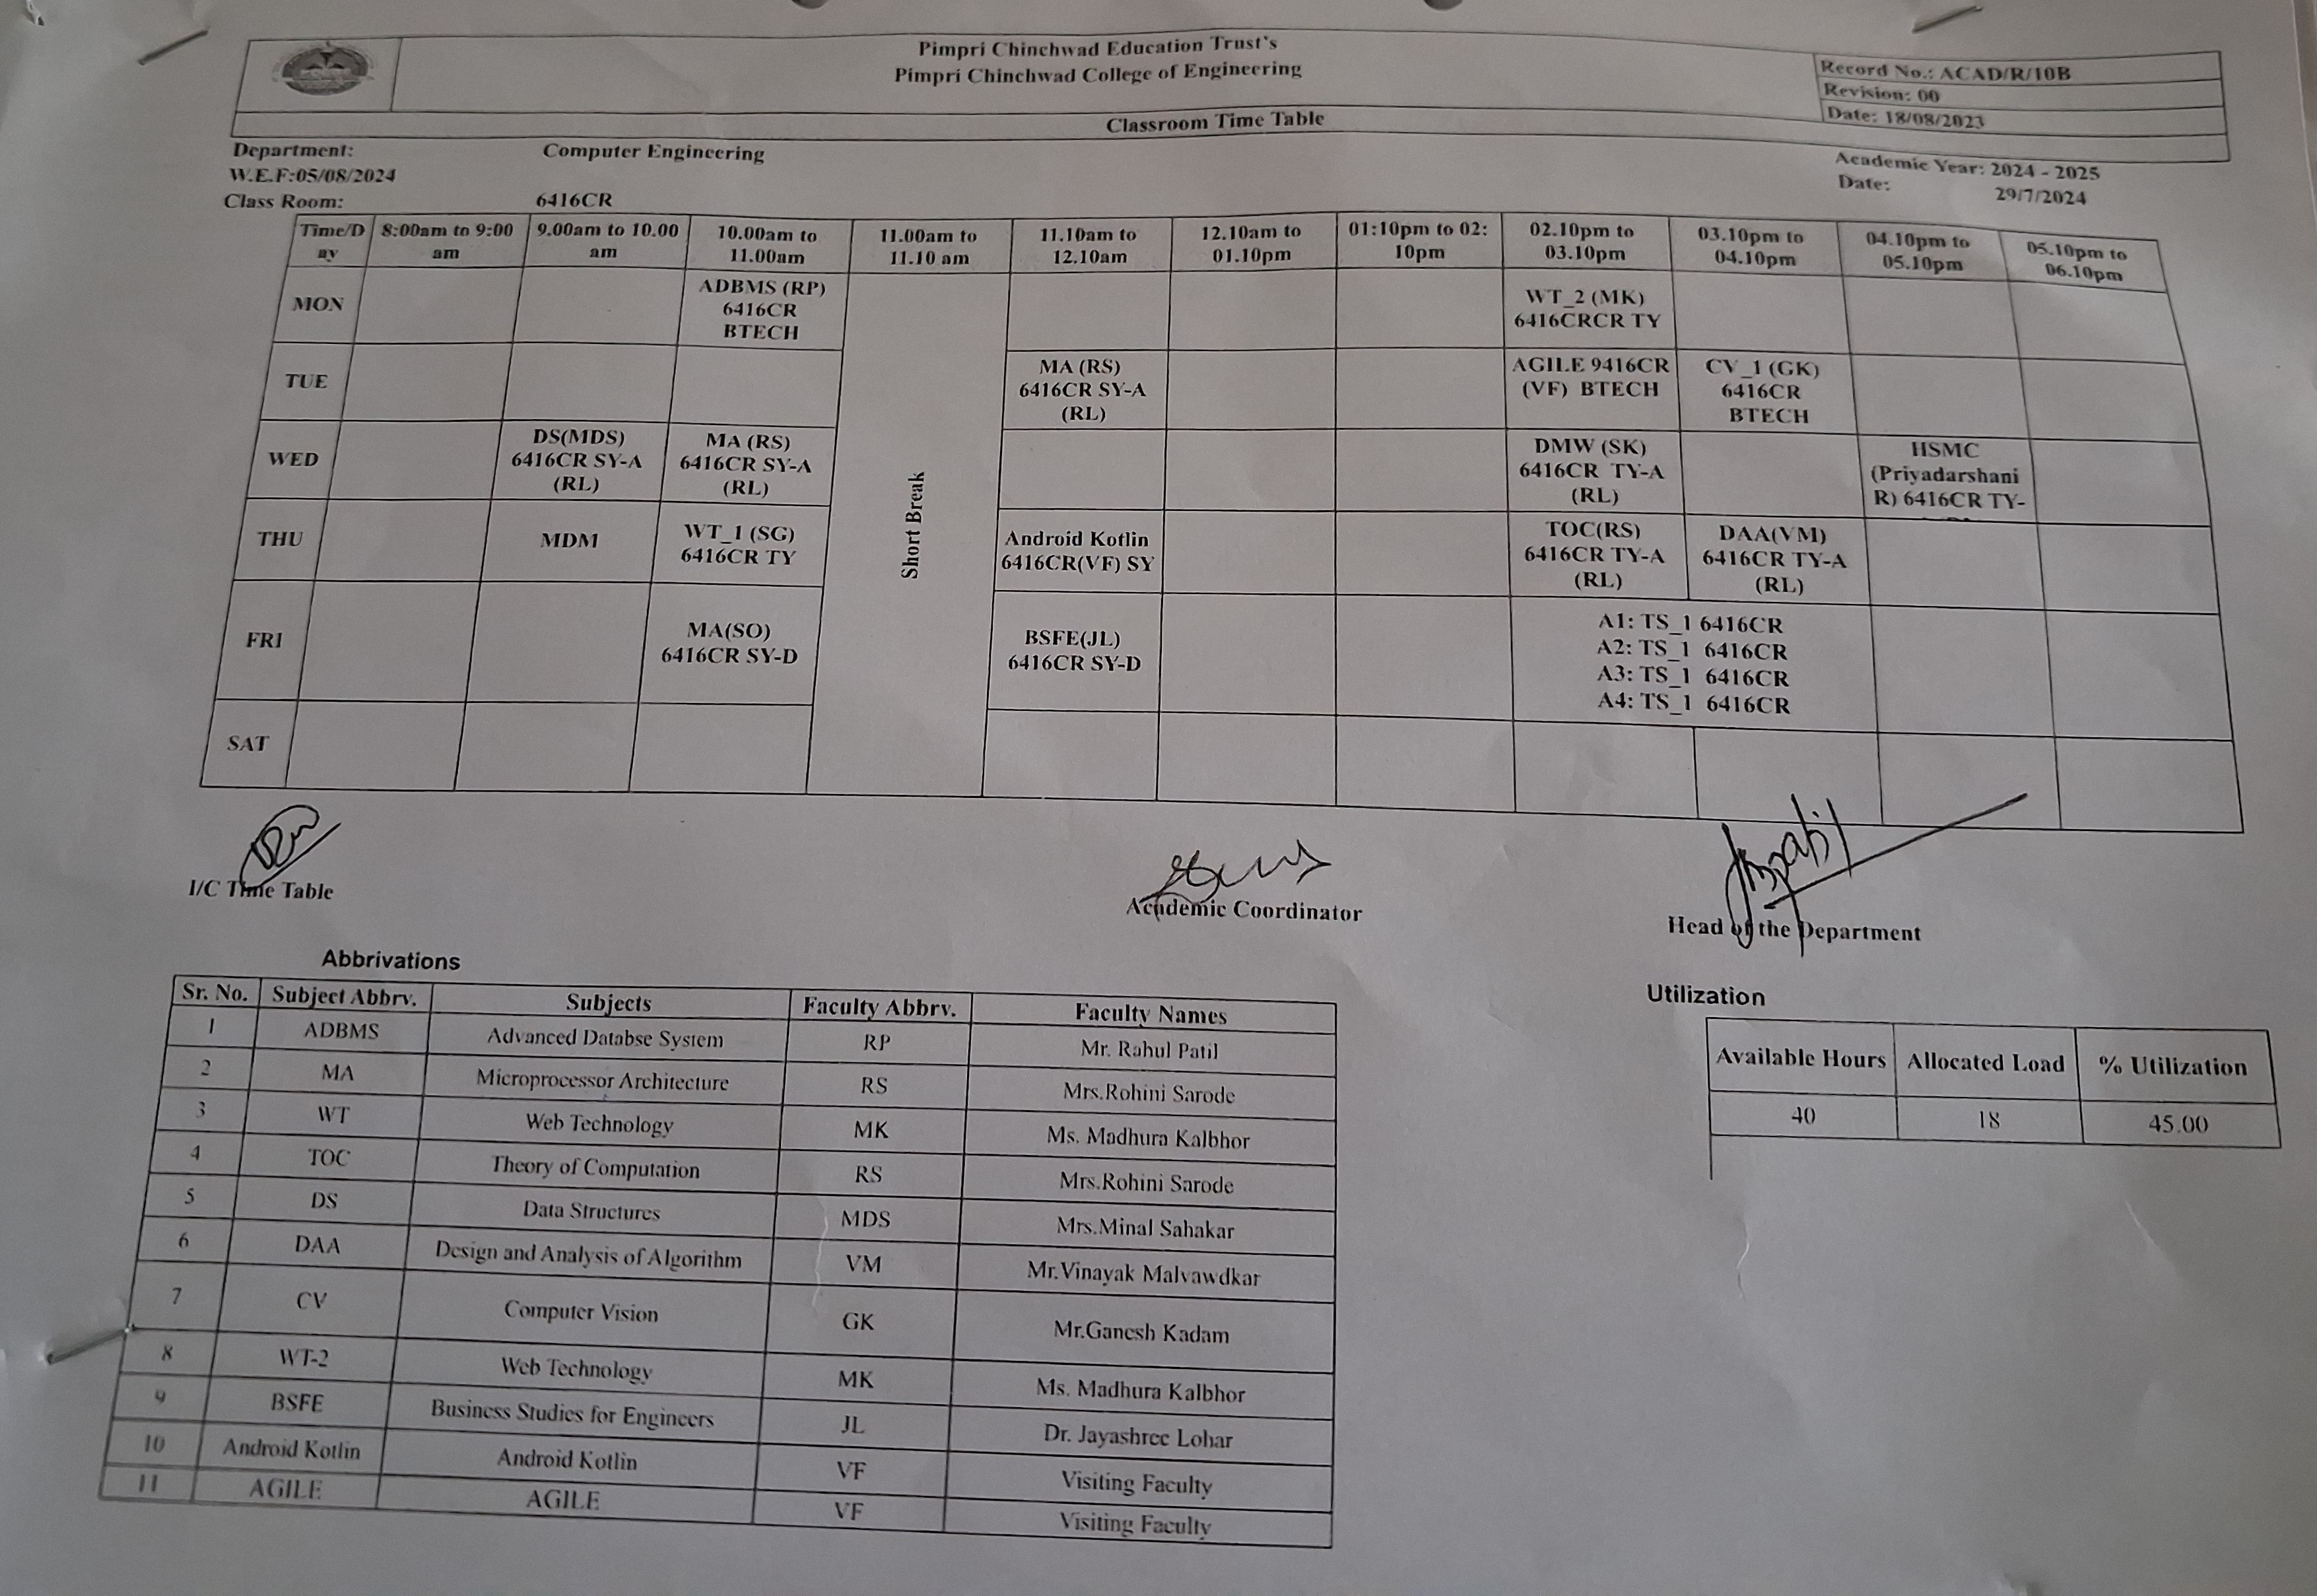 Pimpri Chinchwad Education Trust's
Pimpri Chinchwad College of Engineering
Record No.: ACAD/R/10B
Revision: 00
Date: 18/08/2023
Classroom Time Table
Department: Computer Engineering
Academic Year: 2024 - 2025
W.E.F:05/08/2024
Date: 29/7/2024
Class Room: 6416CR
Time/D 8:00am to 9:00 9.00am to 10.00 10.00am to 11.00am to 11.10am to 12.10am to 01:10pm to 02: 02.10pm to 03.10pm to 04.10pm to 05.10pm to
ay am am 11.00am 11.10 am 12.10am 01.10pm 10pm 03.10pm 04.10pm 05.10pm 06.10pm
MON
ADBMS (RP)
6416CR
BTECH
WT_2 (MK)
6416CRCR TY
TUE
MA (RS)
6416CR SY-A
(RL)
AGILE 9416CR
(VF) BTECH
CV_1 (GK)
6416CR
BTECH
WED
DS(MDS)
6416CR SY-A
(RL)
MA (RS)
6416CR SY-A
(RL)
DMW (SK)
6416CR TY-A
(RL)
HSMC
(Priyadarshani
R) 6416CR TY-
Short Break
THU
MDM
WT_1 (SG)
6416CR TY
Android Kotlin
6416CR(VF) SY
TOC(RS)
6416CR TY-A
(RL)
DAA(VM)
6416CR TY-A
(RL)
FRI
MA(SO)
6416CR SY-D
BSFE(JL)
6416CR SY-D
A1: TS_1 6416CR
A2: TS_1 6416CR
A3: TS_1 6416CR
A4: TS_1 6416CR
SAT
I/C Time Table
Academic Coordinator
Head of the Department
Abbrivations
Sr. No. Subject Abbrv. Subjects Faculty Abbrv. Faculty Names
1 ADBMS Advanced Databse System RP Mr. Rahul Patil
2 MA Microprocessor Architecture RS Mrs.Rohini Sarode
3 WT Web Technology MK Ms. Madhura Kalbhor
4 TOC Theory of Computation RS Mrs.Rohini Sarode
5 DS Data Structures MDS Mrs.Minal Sahakar
6 DAA Design and Analysis of Algorithm VM Mr.Vinayak Malvawdkar
7 CV Computer Vision GK Mr.Ganesh Kadam
8 WT-2 Web Technology MK Ms. Madhura Kalbhor
9 BSFE Business Studies for Engineers JL Dr. Jayashree Lohar
10 Android Kotlin Android Kotlin VF Visiting Faculty
11 AGILE AGILE VF Visiting Faculty
Utilization
Available Hours Allocated Load % Utilization
40 18 45.00